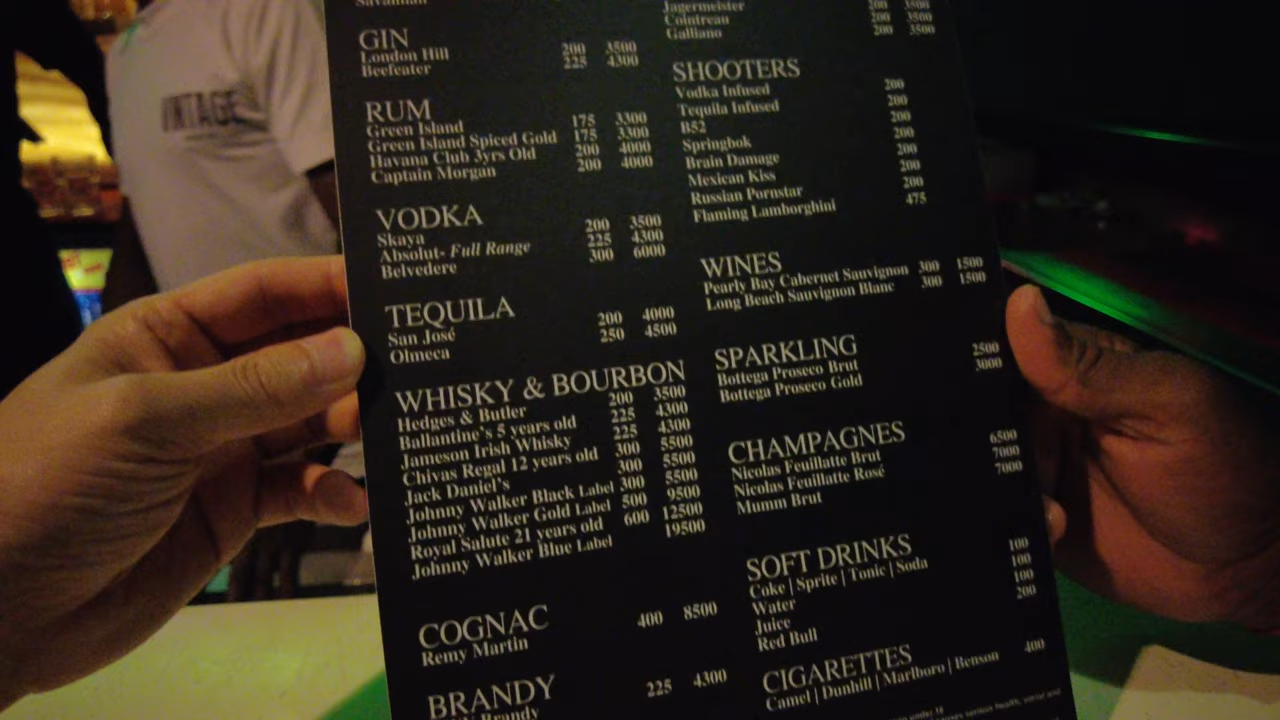 VINTAGE
Savannah
GIN
London Hill 200 3500
Beefeater 225 4300
RUM
Green Island 175 3300
Green Island Spiced Gold 175 3300
Havana Club 3yrs Old 200 4000
Captain Morgan 200 4000
VODKA
Skaya 200 3500
Absolut- Full Range 225 4300
Belvedere 300 6000
TEQUILA
San José 200 4000
Olmeca 250 4500
WHISKY & BOURBON
Hedges & Butler 200 3500
Ballantine's 5 years old 225 4300
Jameson Irish Whisky 225 4300
Chivas Regal 12 years old 300 5500
Jack Daniel's 300 5500
Johnny Walker Black Label 300 5500
Johnny Walker Gold Label 500 9500
Royal Salute 21 years old 600 12500
Johnny Walker Blue Label 19500
COGNAC
Remy Martin 400 8500
BRANDY
Brandy 225 4300
Jagermeister 200 3500
Cointreau 200 3500
Galliano 200 3500
SHOOTERS
Vodka Infused 200
Tequila Infused 200
B52 200
Springbok 200
Brain Damage 200
Mexican Kiss 200
Russian Pornstar 200
Flaming Lamborghini 475
WINES
Pearly Bay Cabernet Sauvignon 300 1500
Long Beach Sauvignon Blanc 300 1500
SPARKLING
Bottega Proseco Brut 2500
Bottega Proseco Gold 3000
CHAMPAGNES
Nicolas Feuillatte Brut 6500
Nicolas Feuillatte Rosé 7000
Mumm Brut 7000
SOFT DRINKS
Coke | Sprite | Tonic | Soda 100
Water 100
Juice 100
Red Bull 200
CIGARETTES
Camel | Dunhill | Marlboro | Benson 400
under 18
serious health, social and